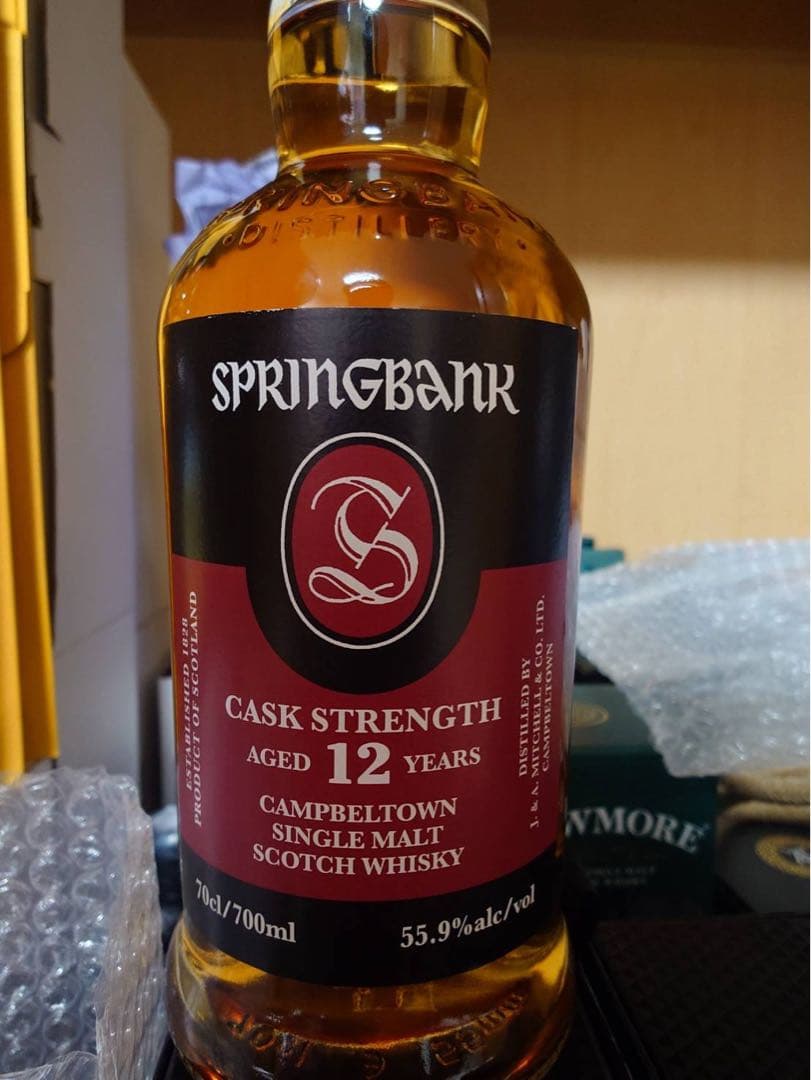 SPRINGBANK
DISTILLERY
SPRINGBANK
S
ESTABLISHED 1828
PRODUCT OF SCOTLAND
CASK STRENGTH
AGED 12 YEARS
CAMPBELTOWN
SINGLE MALT
SCOTCH WHISKY
DISTILLED BY
J. & A. MITCHELL & CO. LTD.
CAMPBELTOWN
70cl/700ml
55.9%alc/vol
WMORE